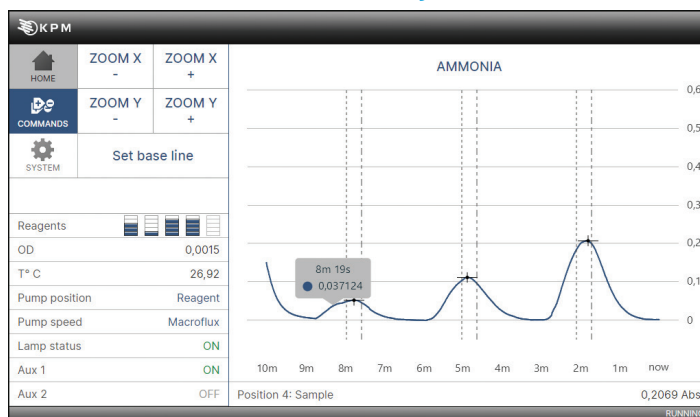 KPM
HOME
ZOOM X
-
ZOOM X
+
COMMANDS
ZOOM Y
-
ZOOM Y
+
SYSTEM
Set base line
Reagents
OD 0,0015
T° C 26,92
Pump position Reagent
Pump speed Macroflux
Lamp status ON
Aux 1 ON
Aux 2 OFF
AMMONIA
0,6
0,5
0,4
0,3
0,2
0,1
0
8m 19s
0,037124
10m 9m 8m 7m 6m 5m 4m 3m 2m 1m now
Position 4: Sample 0,2069 Abs
RUNNING